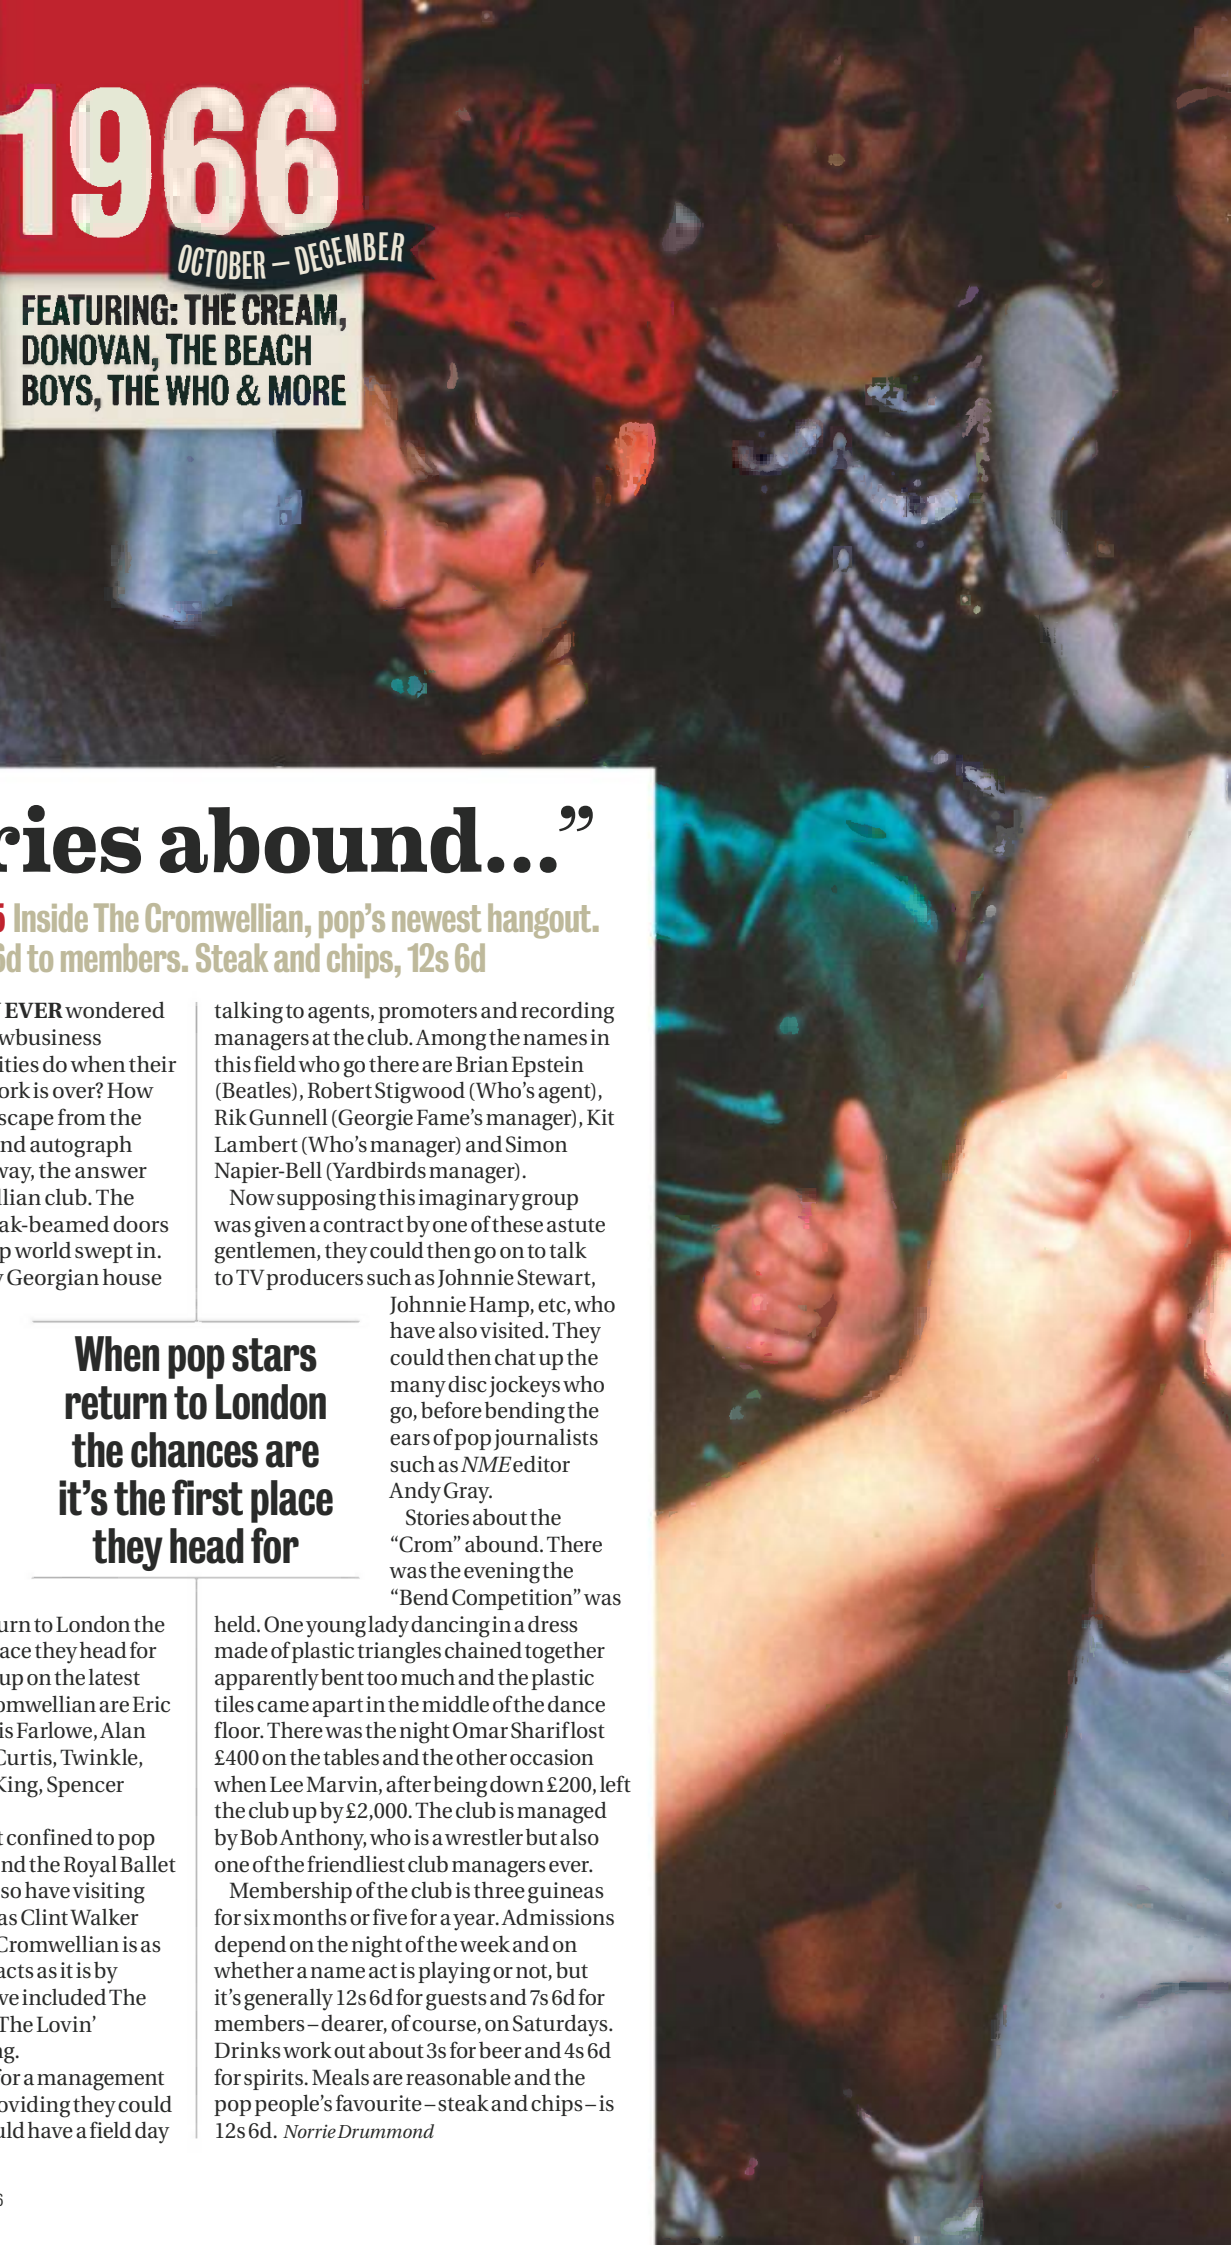 1966
OCTOBER – DECEMBER
FEATURING: THE CREAM,
DONOVAN, THE BEACH
BOYS, THE WHO & MORE
ries abound...”
Inside The Cromwellian, pop’s newest hangout.
6d to members. Steak and chips, 12s 6d
EVER wondered
wbusiness
ities do when their
ork is over? How
scape from the
nd autograph
way, the answer
llian club. The
ak-beamed doors
p world swept in.
y Georgian house
When pop stars
return to London
the chances are
it’s the first place
they head for
urn to London the
ace they head for
up on the latest
omwellian are Eric
is Farlowe, Alan
Curtis, Twinkle,
King, Spencer
t confined to pop
nd the Royal Ballet
so have visiting
as Clint Walker
Cromwellian is as
acts as it is by
ve included The
The Lovin’
ng.
for a management
oviding they could
uld have a field day
talking to agents, promoters and recording
managers at the club. Among the names in
this field who go there are Brian Epstein
(Beatles), Robert Stigwood (Who’s agent),
Rik Gunnell (Georgie Fame’s manager), Kit
Lambert (Who’s manager) and Simon
Napier-Bell (Yardbirds manager).
Now supposing this imaginary group
was given a contract by one of these astute
gentlemen, they could then go on to talk
to TV producers such as Johnnie Stewart,
Johnnie Hamp, etc, who
have also visited. They
could then chat up the
many disc jockeys who
go, before bending the
ears of pop journalists
such as NME editor
Andy Gray.
Stories about the
“Crom” abound. There
was the evening the
“Bend Competition” was
held. One young lady dancing in a dress
made of plastic triangles chained together
apparently bent too much and the plastic
tiles came apart in the middle of the dance
floor. There was the night Omar Sharif lost
£400 on the tables and the other occasion
when Lee Marvin, after being down £200, left
the club up by £2,000. The club is managed
by Bob Anthony, who is a wrestler but also
one of the friendliest club managers ever.
Membership of the club is three guineas
for six months or five for a year. Admissions
depend on the night of the week and on
whether a name act is playing or not, but
it’s generally 12s 6d for guests and 7s 6d for
members – dearer, of course, on Saturdays.
Drinks work out about 3s for beer and 4s 6d
for spirits. Meals are reasonable and the
pop people’s favourite – steak and chips – is
12s 6d. Norrie Drummond